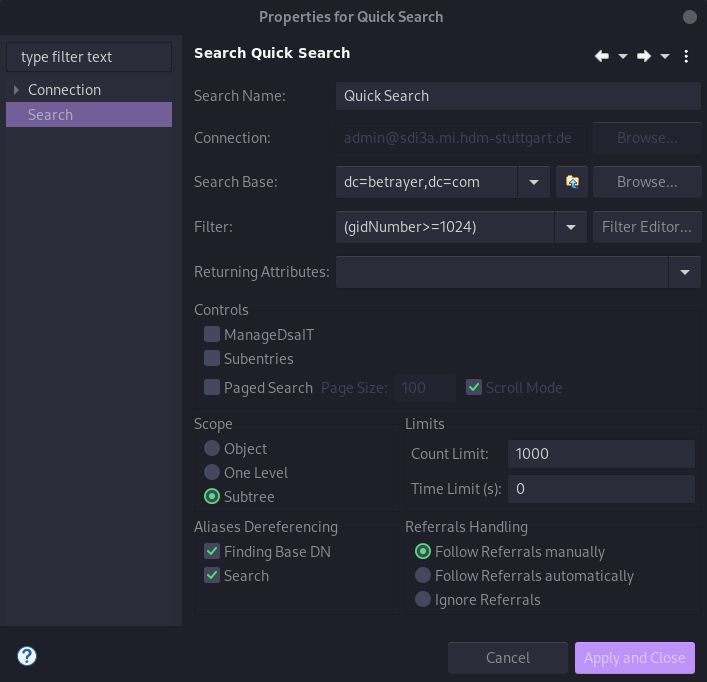 Properties for Quick Search
type filter text
Connection
Search
Search Quick Search
Search Name: Quick Search
Connection: admin@sdi3a.mi.hdm-stuttgart.de Browse...
Search Base: dc=betrayer,dc=com Browse...
Filter: (gidNumber>=1024) Filter Editor...
Returning Attributes:
Controls
ManageDsaIT
Subentries
Paged Search Page Size: 100 Scroll Mode
Scope
Object
One Level
Subtree
Limits
Count Limit: 1000
Time Limit (s): 0
Aliases Dereferencing
Finding Base DN
Search
Referrals Handling
Follow Referrals manually
Follow Referrals automatically
Ignore Referrals
?
Cancel Apply and Close